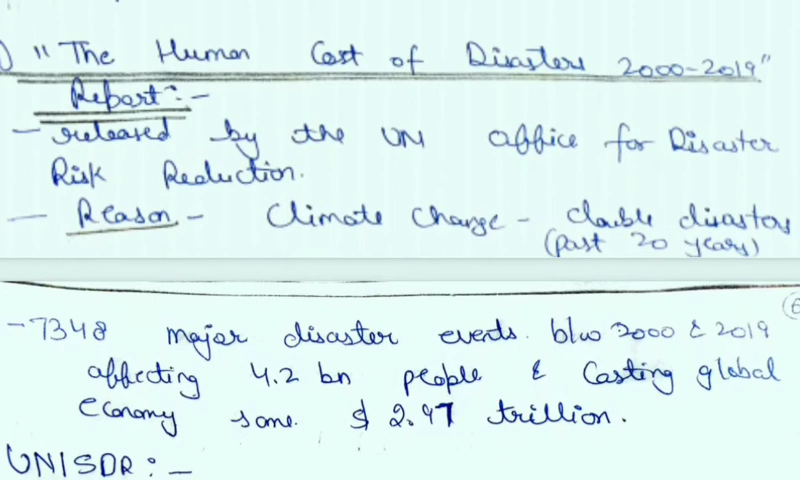 ) "The Human Cost of Disasters 2000-2019"
Report:-
- released by the UN office for Disaster
Risk Reduction.
- Reason - Climate Change - double disasters
(past 20 years)
- 7348 major disaster events. b/w 2000 & 2019
affecting 4.2 bn people & Costing global
economy some $ 2.97 trillion.
UNISDR:-